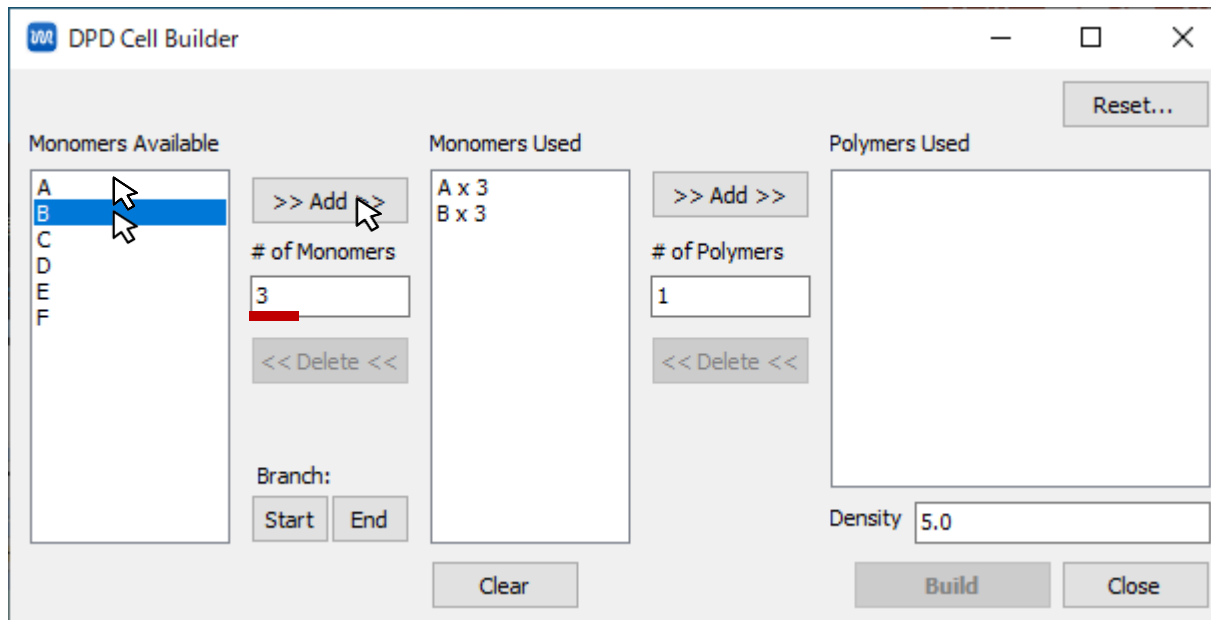 DPD Cell Builder
Reset...
Monomers Available
Monomers Used
Polymers Used
A
B
C
D
E
F
>> Add >>
# of Monomers
3
<< Delete <<
Branch:
Start End
A x 3
B x 3
>> Add >>
# of Polymers
1
<< Delete <<
Density 5.0
Clear
Build
Close